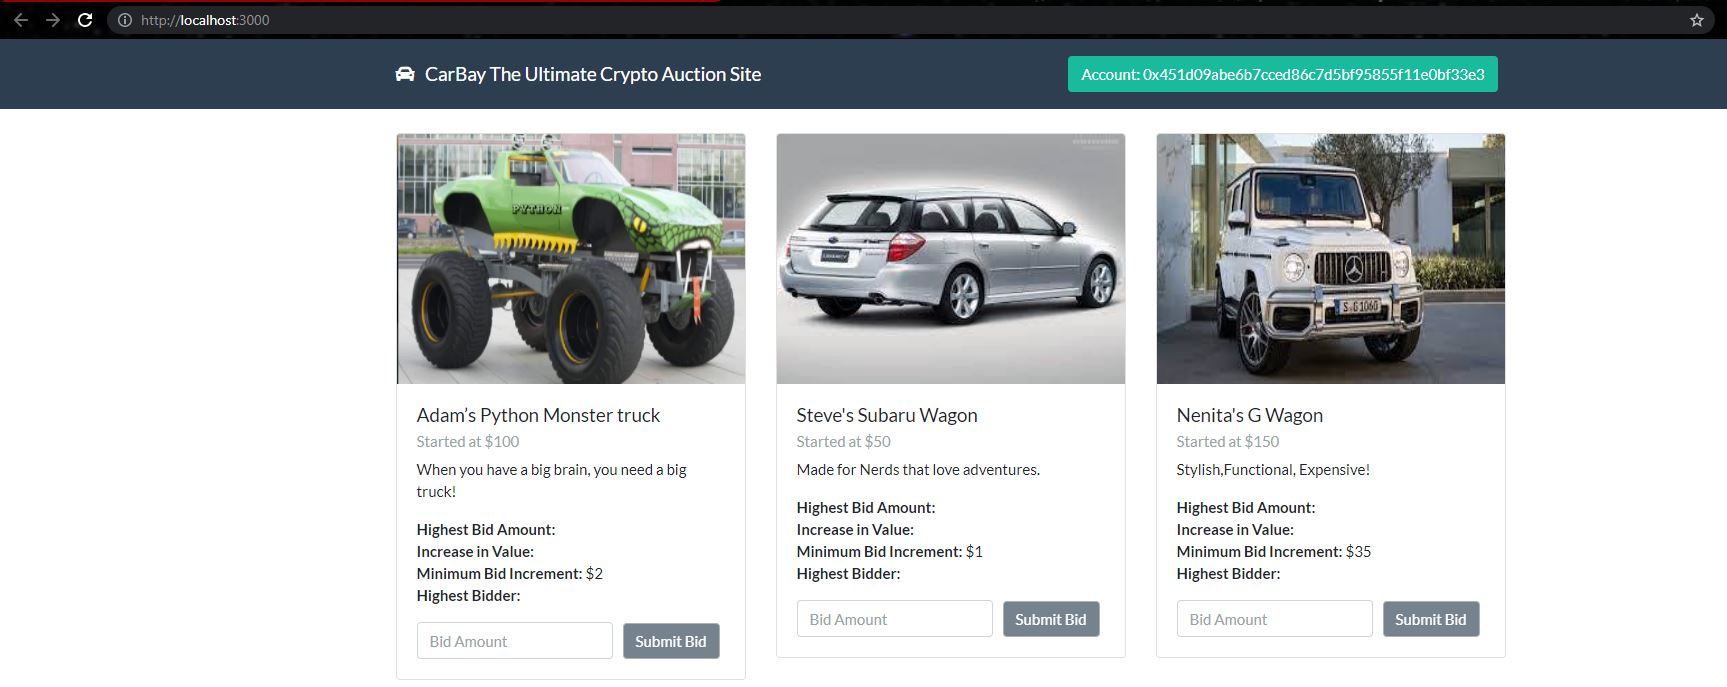 http://localhost:3000
CarBay The Ultimate Crypto Auction Site
Account: 0x451d09abe6b7cced86c7d5bf95855f11e0bf33e3
PYTHON
LEGACY
S·G 1060
Adam’s Python Monster truck
Started at $100
When you have a big brain, you need a big
truck!
Highest Bid Amount:
Increase in Value:
Minimum Bid Increment: $2
Highest Bidder:
Bid Amount
Submit Bid
Steve's Subaru Wagon
Started at $50
Made for Nerds that love adventures.
Highest Bid Amount:
Increase in Value:
Minimum Bid Increment: $1
Highest Bidder:
Bid Amount
Submit Bid
Nenita's G Wagon
Started at $150
Stylish,Functional, Expensive!
Highest Bid Amount:
Increase in Value:
Minimum Bid Increment: $35
Highest Bidder:
Bid Amount
Submit Bid